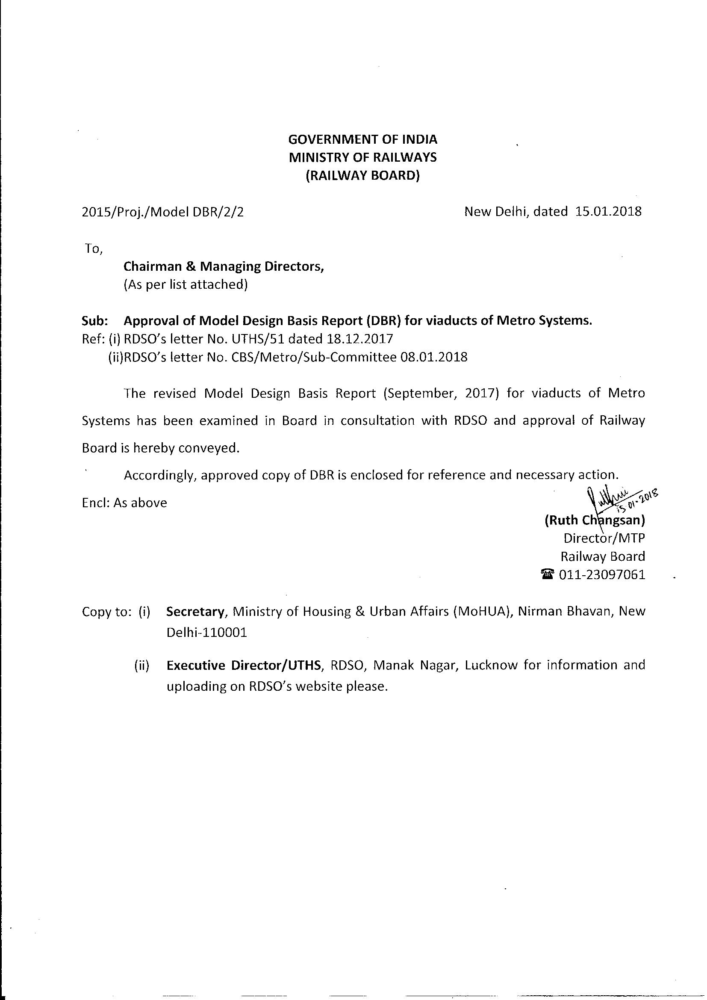 GOVERNMENT OF INDIA
MINISTRY OF RAILWAYS
(RAILWAY BOARD)
2015/Proj./Model DBR/2/2 New Delhi, dated 15.01.2018
To,
Chairman & Managing Directors,
(As per list attached)
Sub: Approval of Model Design Basis Report (DBR) for viaducts of Metro Systems.
Ref: (i) RDSO's letter No. UTHS/51 dated 18.12.2017
(ii)RDSO's letter No. CBS/Metro/Sub-Committee 08.01.2018
The revised Model Design Basis Report (September, 2017) for viaducts of Metro
Systems has been examined in Board in consultation with RDSO and approval of Railway
Board is hereby conveyed.
Accordingly, approved copy of DBR is enclosed for reference and necessary action.
Encl: As above
15-01-2018
(Ruth Changsan)
Director/MTP
Railway Board
☎ 011-23097061
Copy to: (i) Secretary, Ministry of Housing & Urban Affairs (MoHUA), Nirman Bhavan, New
Delhi-110001
(ii) Executive Director/UTHS, RDSO, Manak Nagar, Lucknow for information and
uploading on RDSO's website please.